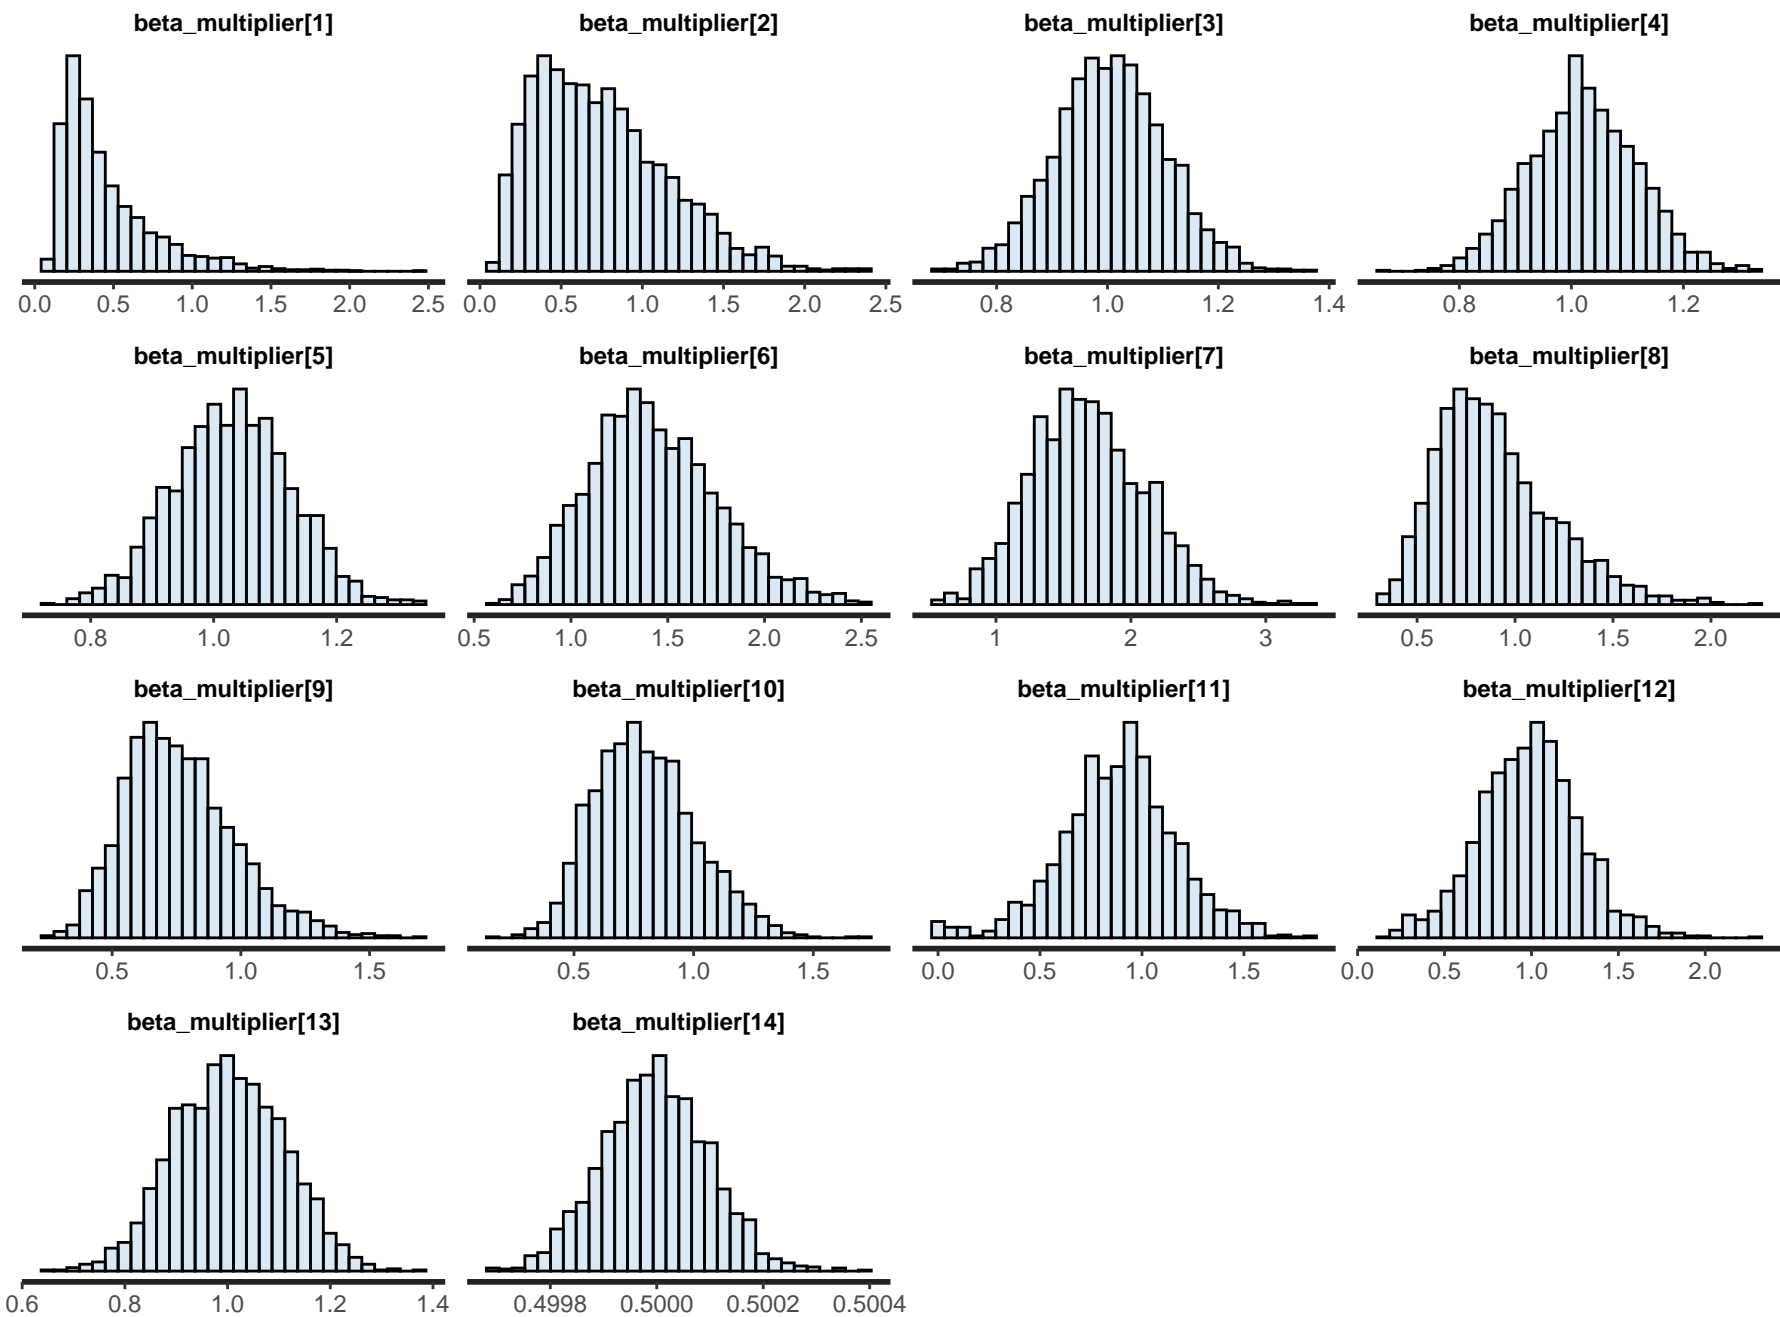 beta_multiplier[1] beta_multiplier[2] beta_multiplier[3] beta_multiplier[4]
0.0 0.5 1.0 1.5 2.0 2.5 0.0 0.5 1.0 1.5 2.0 2.5 0.8 1.0 1.2 1.4 0.8 1.0 1.2
beta_multiplier[5] beta_multiplier[6] beta_multiplier[7] beta_multiplier[8]
0.8 1.0 1.2 0.5 1.0 1.5 2.0 2.5 1 2 3 0.5 1.0 1.5 2.0
beta_multiplier[9] beta_multiplier[10] beta_multiplier[11] beta_multiplier[12]
0.5 1.0 1.5 0.5 1.0 1.5 0.0 0.5 1.0 1.5 0.0 0.5 1.0 1.5 2.0
beta_multiplier[13] beta_multiplier[14]
0.6 0.8 1.0 1.2 1.4 0.4998 0.5000 0.5002 0.5004